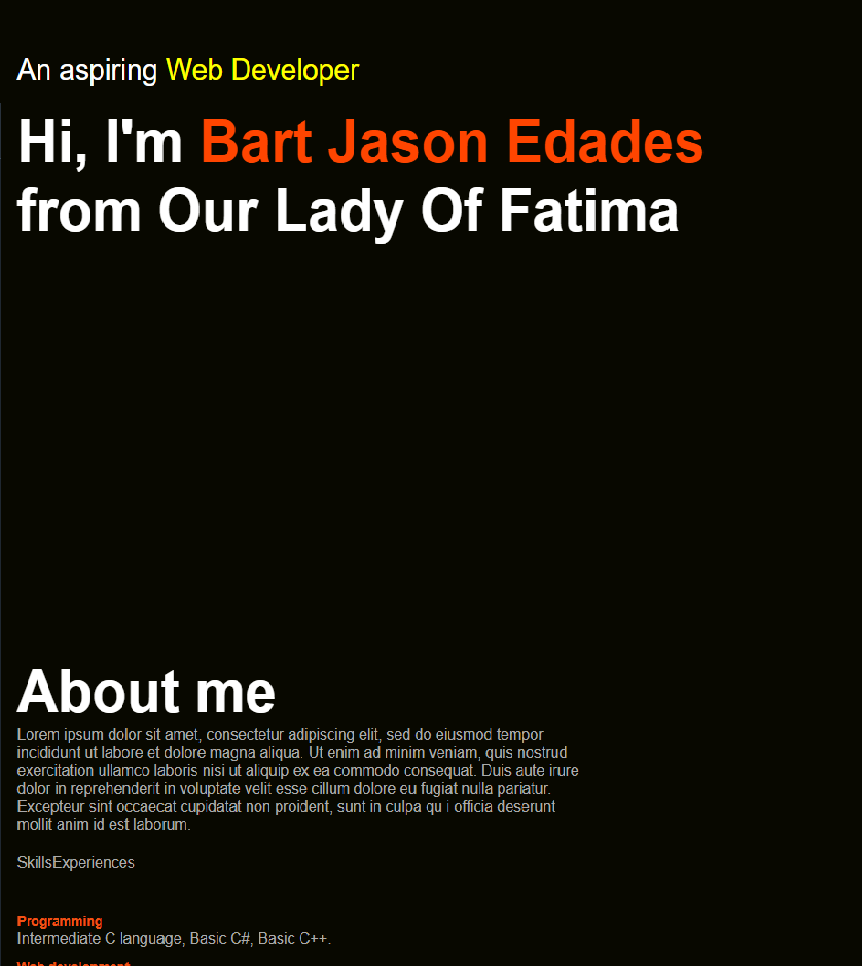 An aspiring Web Developer
Hi, I'm Bart Jason Edades
from Our Lady Of Fatima
About me
Lorem ipsum dolor sit amet, consectetur adipiscing elit, sed do eiusmod tempor
incididunt ut labore et dolore magna aliqua. Ut enim ad minim veniam, quis nostrud
exercitation ullamco laboris nisi ut aliquip ex ea commodo consequat. Duis aute irure
dolor in reprehenderit in voluptate velit esse cillum dolore eu fugiat nulla pariatur.
Excepteur sint occaecat cupidatat non proident, sunt in culpa qu i officia deserunt
mollit anim id est laborum.
SkillsExperiences
Programming
Intermediate C language, Basic C#, Basic C++.